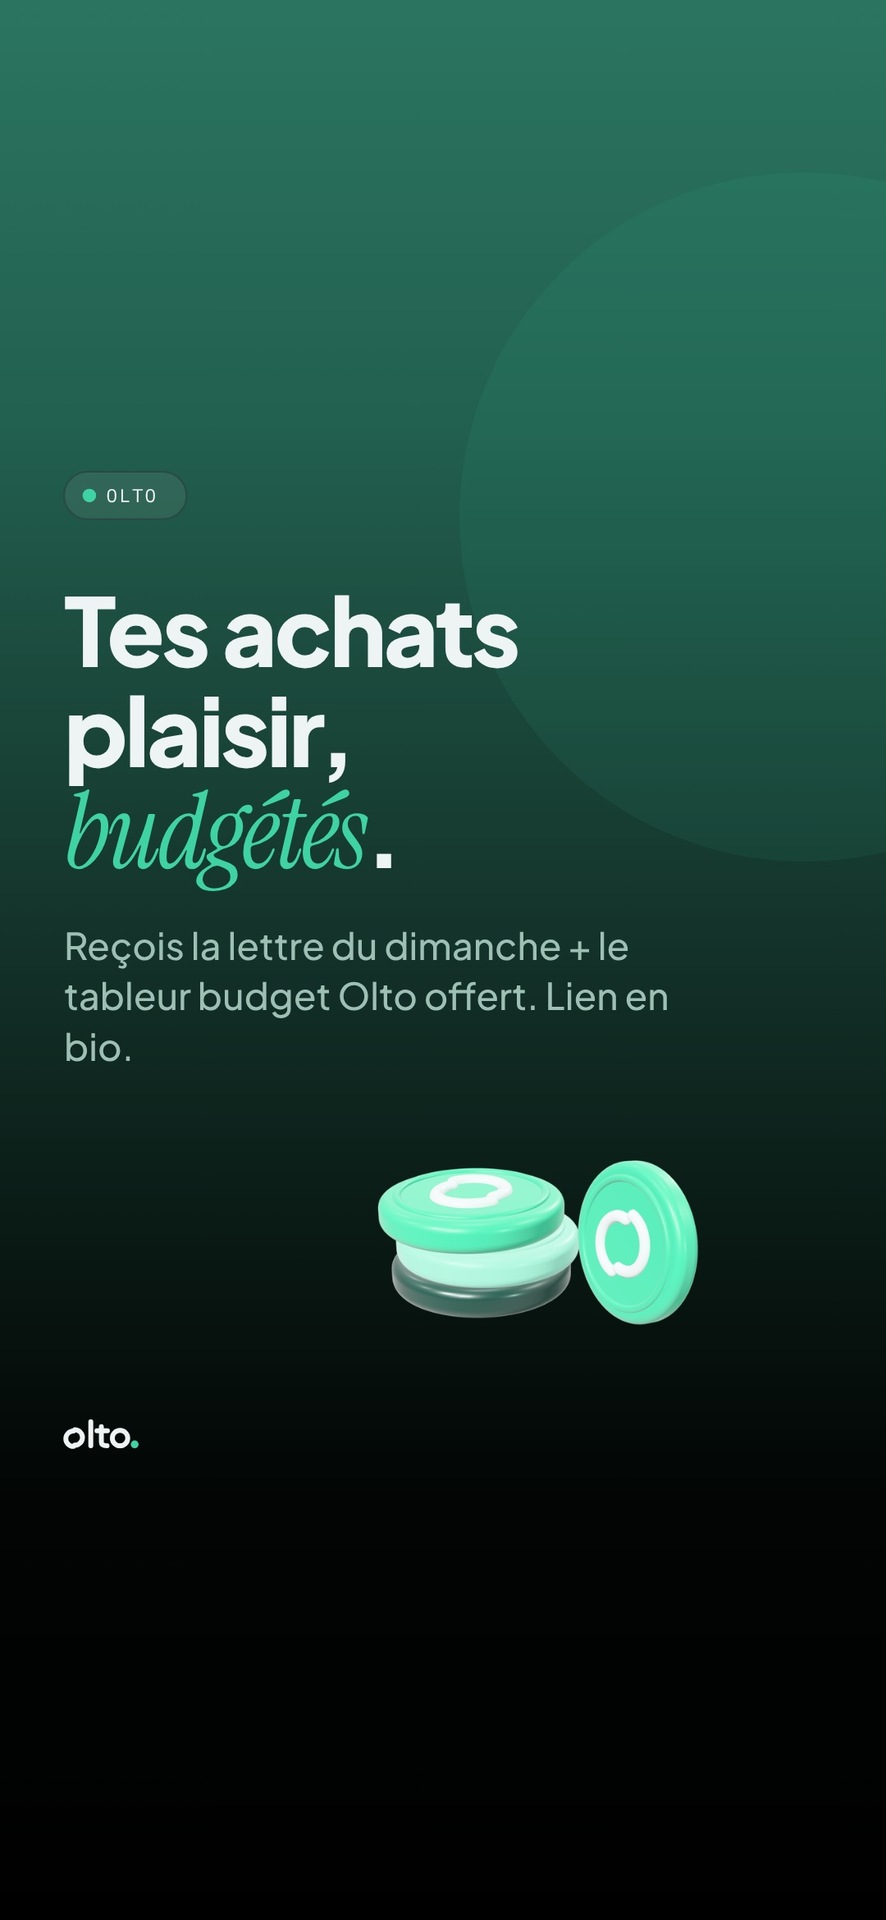 OLTO
Tes achats
plaisir,
budgétés.
Reçois la lettre du dimanche + le
tableur budget Olto offert. Lien en
bio.
olto.